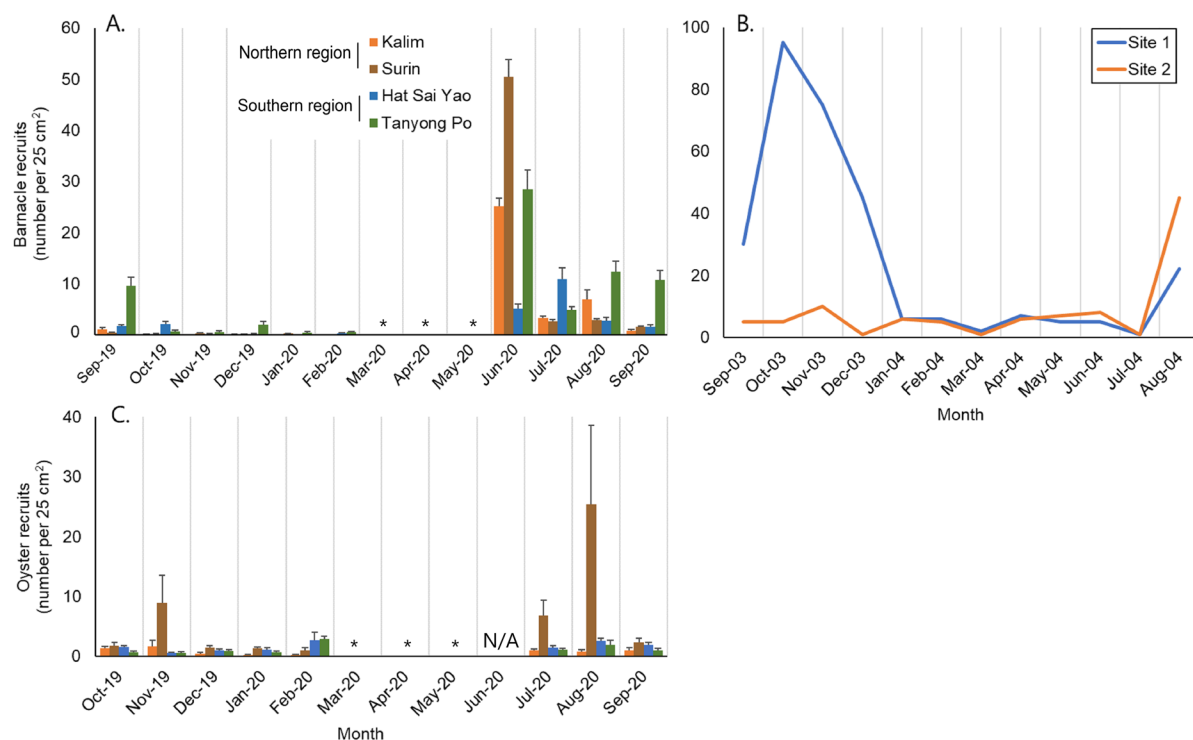 A.
Barnacle recruits
(number per 25 cm²)
60
50
40
30
20
10
0
Northern region
Kalim
Surin
Southern region
Hat Sai Yao
Tanyong Po
* * *
Sep-19 Oct-19 Nov-19 Dec-19 Jan-20 Feb-20 Mar-20 Apr-20 May-20 Jun-20 Jul-20 Aug-20 Sep-20
B.
100
80
60
40
20
0
Site 1
Site 2
Sep-03 Oct-03 Nov-03 Dec-03 Jan-04 Feb-04 Mar-04 Apr-04 May-04 Jun-04 Jul-04 Aug-04
Month
C.
Oyster recruits
(number per 25 cm²)
40
30
20
10
0
* * * N/A
Oct-19 Nov-19 Dec-19 Jan-20 Feb-20 Mar-20 Apr-20 May-20 Jun-20 Jul-20 Aug-20 Sep-20
Month